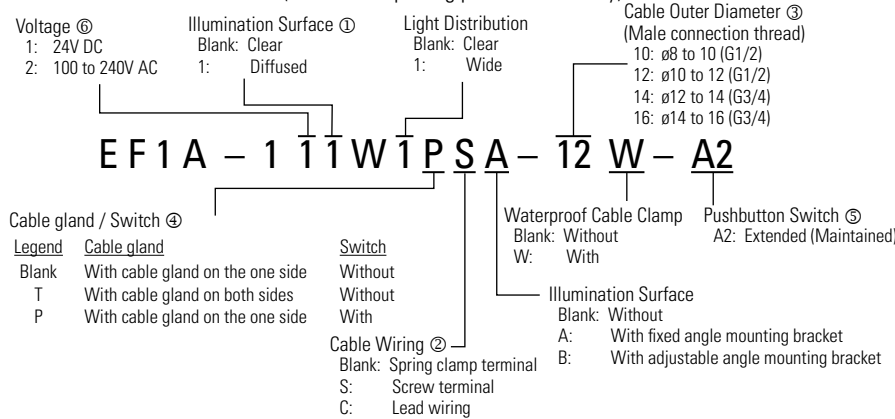 Cable Outer Diameter ③
Voltage ⑥ Illumination Surface ① Light Distribution (Male connection thread)
1: 24V DC Blank: Clear Blank: Clear 10: ø8 to 10 (G1/2)
2: 100 to 240V AC 1: Diffused 1: Wide 12: ø10 to 12 (G1/2)
14: ø12 to 14 (G3/4)
16: ø14 to 16 (G3/4)
EF1A – 111W1PSA – 12 W – A2
Cable gland / Switch ④ Waterproof Cable Clamp Pushbutton Switch ⑤
Legend Cable gland Switch Blank: Without A2: Extended (Maintained)
Blank With cable gland on the one side Without W: With
T With cable gland on both sides Without Illumination Surface
P With cable gland on the one side With Blank: Without
Cable Wiring ② A: With fixed angle mounting bracket
Blank: Spring clamp terminal B: With adjustable angle mounting bracket
S: Screw terminal
C: Lead wiring